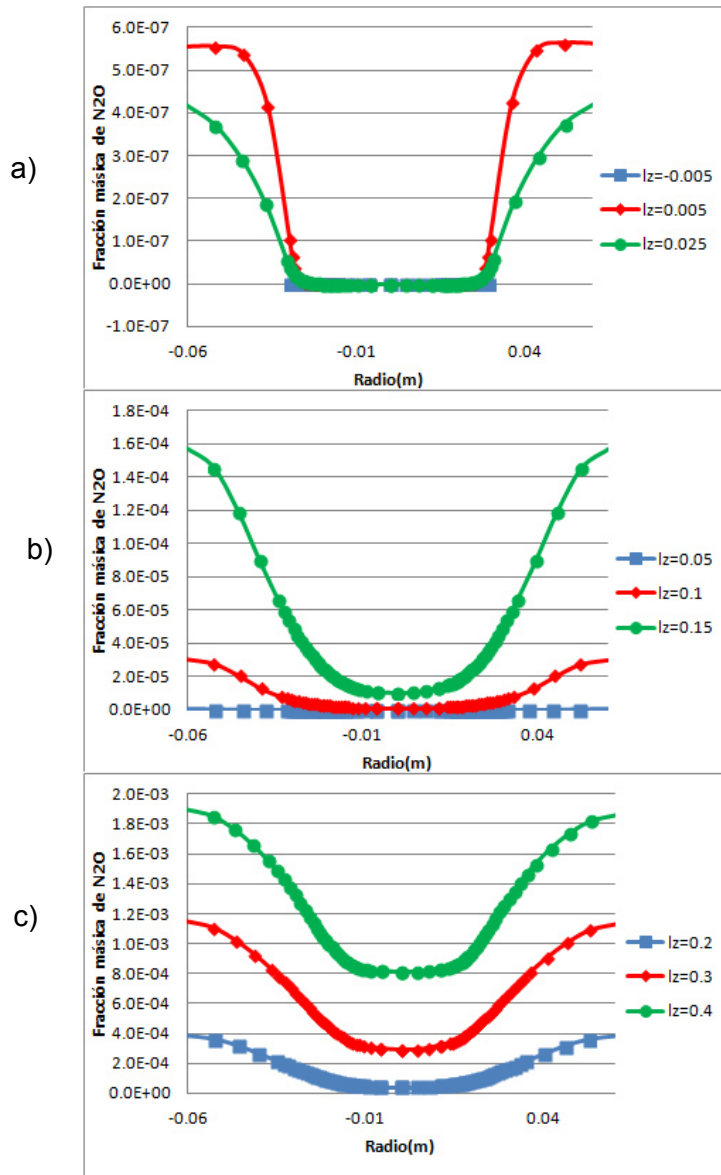 a)
6.0E-07
5.0E-07
4.0E-07
3.0E-07
2.0E-07
1.0E-07
0.0E+00
-1.0E-07
Fracción másica de N2O
-0.06
-0.01
0.04
Radio(m)
lz=-0.005
lz=0.005
lz=0.025
b)
1.8E-04
1.6E-04
1.4E-04
1.2E-04
1.0E-04
8.0E-05
6.0E-05
4.0E-05
2.0E-05
0.0E+00
Fracción másica de N2O
-0.06
-0.01
0.04
Radio(m)
lz=0.05
lz=0.1
lz=0.15
c)
2.0E-03
1.8E-03
1.6E-03
1.4E-03
1.2E-03
1.0E-03
8.0E-04
6.0E-04
4.0E-04
2.0E-04
0.0E+00
Fracción másica de N2O
-0.06
-0.01
0.04
Radio(m)
lz=0.2
lz=0.3
lz=0.4